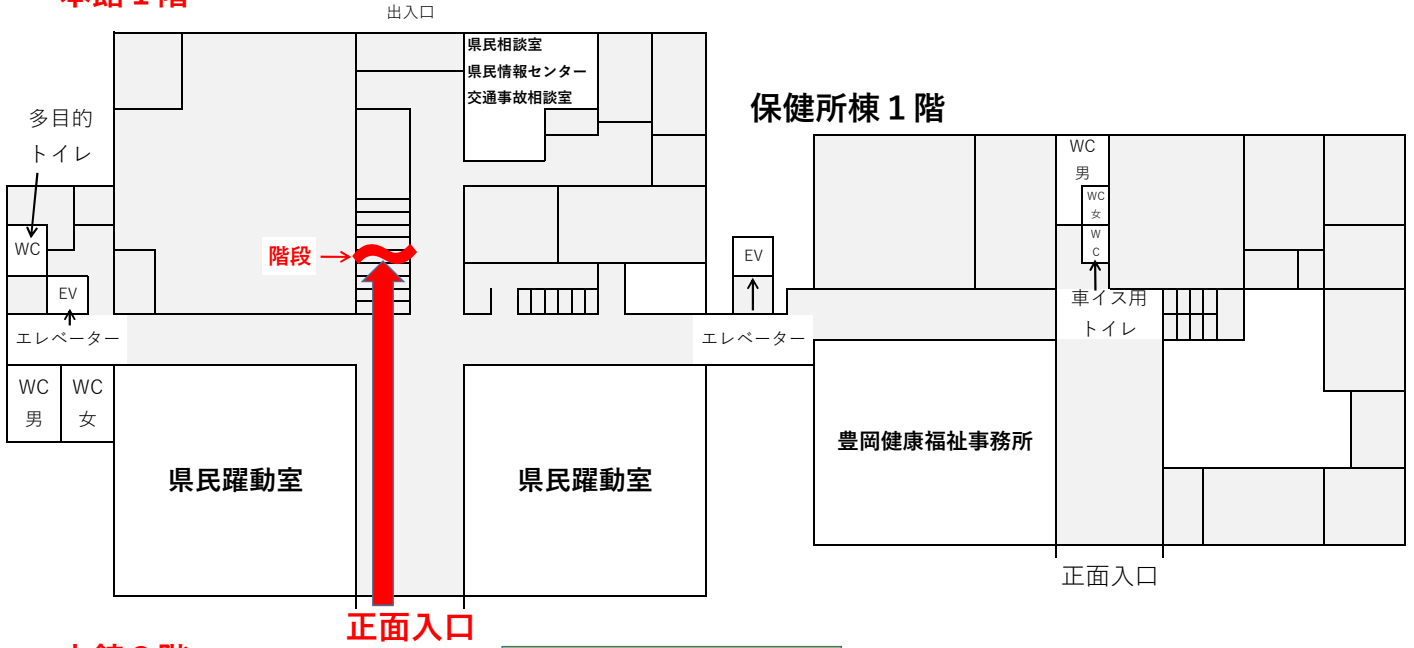 本館１階
出入口
県民相談室
県民情報センター
交通事故相談室
保健所棟１階
多目的
トイレ
WC
男
WC
女
W
C
WC
階段
EV
EV
車イス用
トイレ
エレベーター
エレベーター
WC
男
WC
女
豊岡健康福祉事務所
県民躍動室
県民躍動室
正面入口
正面入口